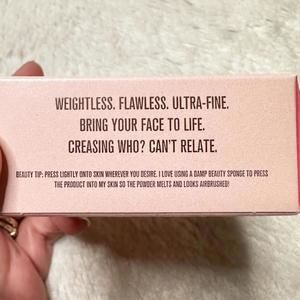 WEIGHTLESS. FLAWLESS. ULTRA-FINE.
BRING YOUR FACE TO LIFE.
CREASING WHO? CAN'T RELATE.
BEAUTY TIP: PRESS LIGHTLY ONTO SKIN WHEREVER YOU DESIRE. I LOVE USING A DAMP BEAUTY SPONGE TO PRESS
THE PRODUCT INTO MY SKIN SO THE POWDER MELTS AND LOOKS AIRBRUSHED!